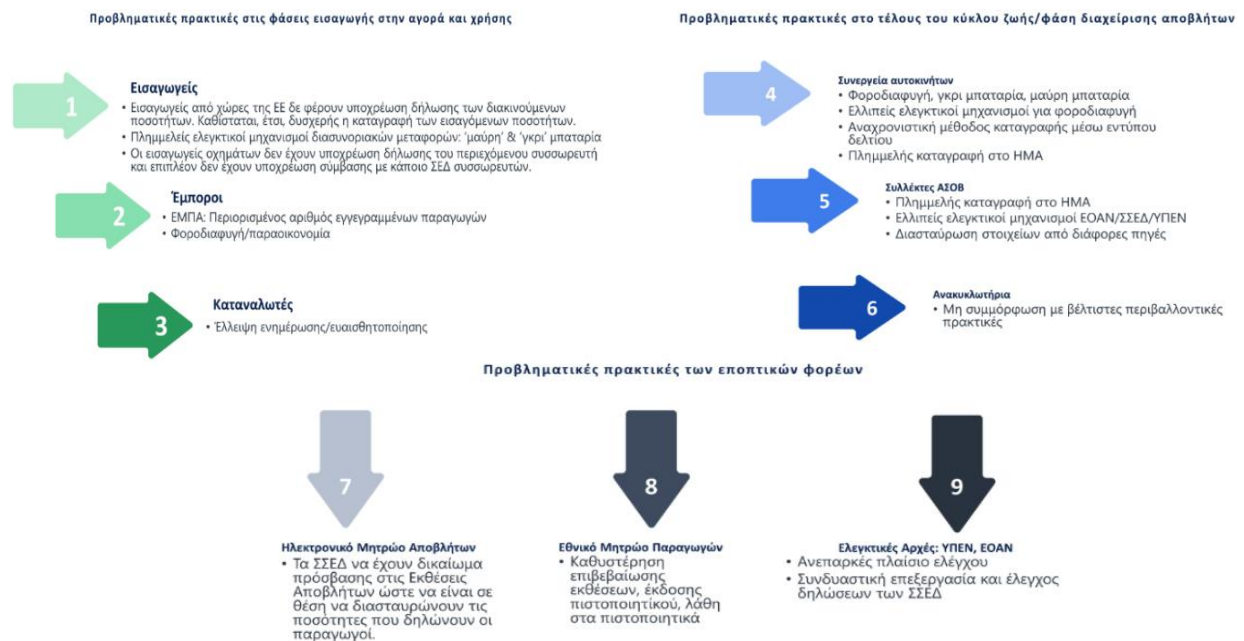 Προβληματικές πρακτικές στις φάσεις εισαγωγής στην αγορά και χρήσης
1
Εισαγωγείς
• Εισαγωγείς από χώρες της ΕΕ δε φέρουν υποχρέωση δήλωσης των διακινούμενων
ποσοτήτων. Καθίσταται, έτσι, δυσχερής η καταγραφή των εισαγόμενων ποσοτήτων.
• Πλημμελείς ελεγκτικοί μηχανισμοί διασυνοριακών μεταφορών: 'μαύρη' & 'γκρι' μπαταρία
• Οι εισαγωγείς οχημάτων δεν έχουν υποχρέωση δήλωσης του περιεχόμενου συσσωρευτή
και επιπλέον δεν έχουν υποχρέωση σύμβασης με κάποιο ΣΕΔ συσσωρευτών.
2
Έμποροι
• ΕΜΠΑ: Περιορισμένος αριθμός εγγεγραμμένων παραγωγών
• Φοροδιαφυγή/παραοικονομία
3
Καταναλωτές
• Έλλειψη ενημέρωσης/ευαισθητοποίησης
Προβληματικές πρακτικές στο τέλους του κύκλου ζωής/φάση διαχείρισης αποβλήτων
4
Συνεργεία αυτοκινήτου
• Φοροδιαφυγή, γκρι μπαταρία, μαύρη μπαταρία
• Ελλιπείς ελεγκτικοί μηχανισμοί για φοροδιαφυγή
• Αναχρονιστική μέθοδος καταγραφής μέσω εντύπου
δελτίου
• Πλημμελής καταγραφή στο ΗΜΑ
5
Συλλέκτες ΑΣΟΒ
• Πλημμελής καταγραφή στο ΗΜΑ
• Ελλιπείς ελεγκτικοί μηχανισμοί ΕΟΑΝ/ΣΣΕΔ/ΥΠΕΝ
• Διασταύρωση στοιχείων από διάφορες πηγές
6
Ανακυκλωτήρια
• Μη συμμόρφωση με βέλτιστες περιβαλλοντικές
πρακτικές
Προβληματικές πρακτικές των εποπτικών φορέων
7
Ηλεκτρονικό Μητρώο Αποβλήτων
• Τα ΣΣΕΔ να έχουν δικαίωμα
πρόσβασης στις Εκθέσεις
Αποβλήτων ώστε να είναι σε
θέση να διασταυρώνουν τις
ποσότητες που δηλώνουν οι
παραγωγοί.
8
Εθνικό Μητρώο Παραγωγών
• Καθυστέρηση
επιβεβαίωσης
εκθέσεων, έκδοσης
πιστοποιητίκού, λάθη
στα πιστοποιητικά
9
Ελεγκτικές Αρχές: ΥΠΕΝ, ΕΟΑΝ
• Ανεπαρκές πλαίσιο ελέγχου
• Συνδυαστική επεξεργασία και έλεγχος
δηλώσεων των ΣΣΕΔ